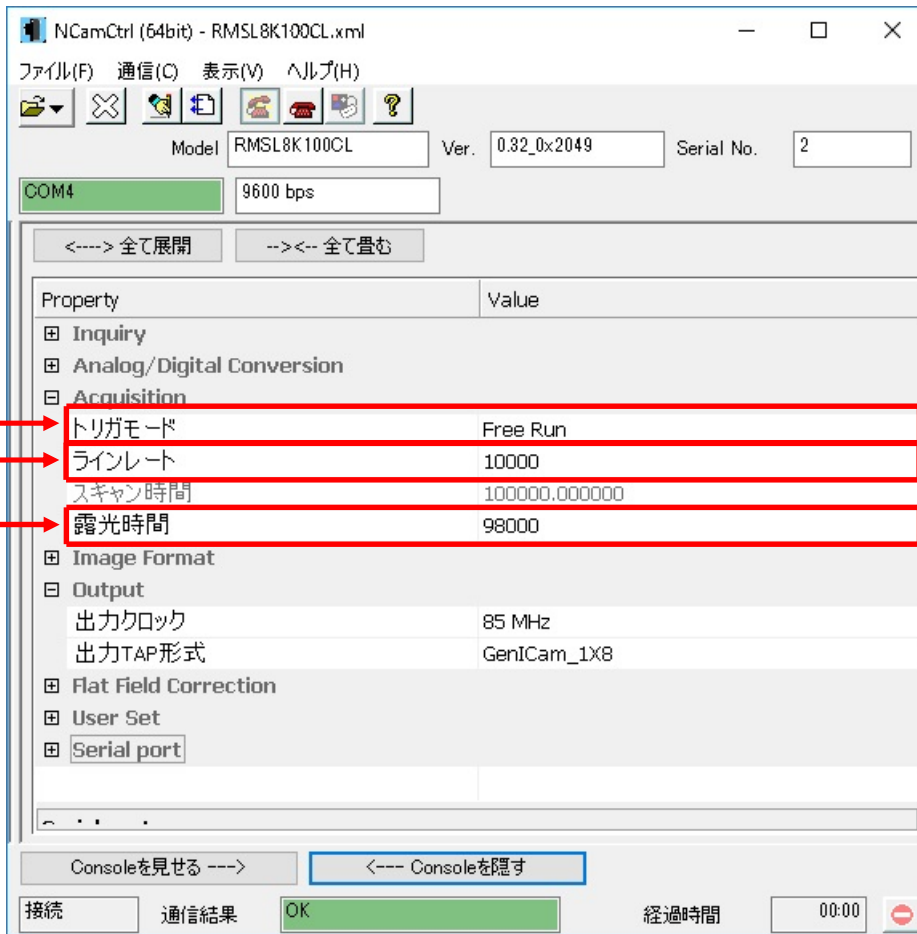 NCamCtrl (64bit) - RMSL8K100CL.xml
ファイル(F) 通信(C) 表示(V) ヘルプ(H)
Model RMSL8K100CL Ver. 0.32_0x2049 Serial No. 2
COM4 9600 bps
<----> 全て展開 --><-- 全て畳む
Property Value
Inquiry
Analog/Digital Conversion
Acquisition
トリガモード Free Run
ラインレート 10000
スキャン時間 100000.000000
露光時間 98000
Image Format
Output
出力クロック 85 MHz
出力TAP形式 GenICam_1X8
Flat Field Correction
User Set
Serial port
Consoleを見せる ---> <--- Consoleを隠す
接続 通信結果 OK 経過時間 00:00